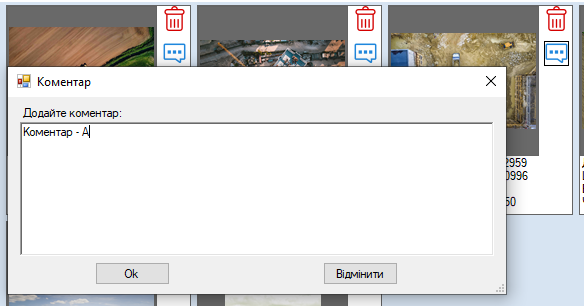 Коментар
Додайте коментар:
Коментар - А
2959
0996
50
Ok
Відмінити